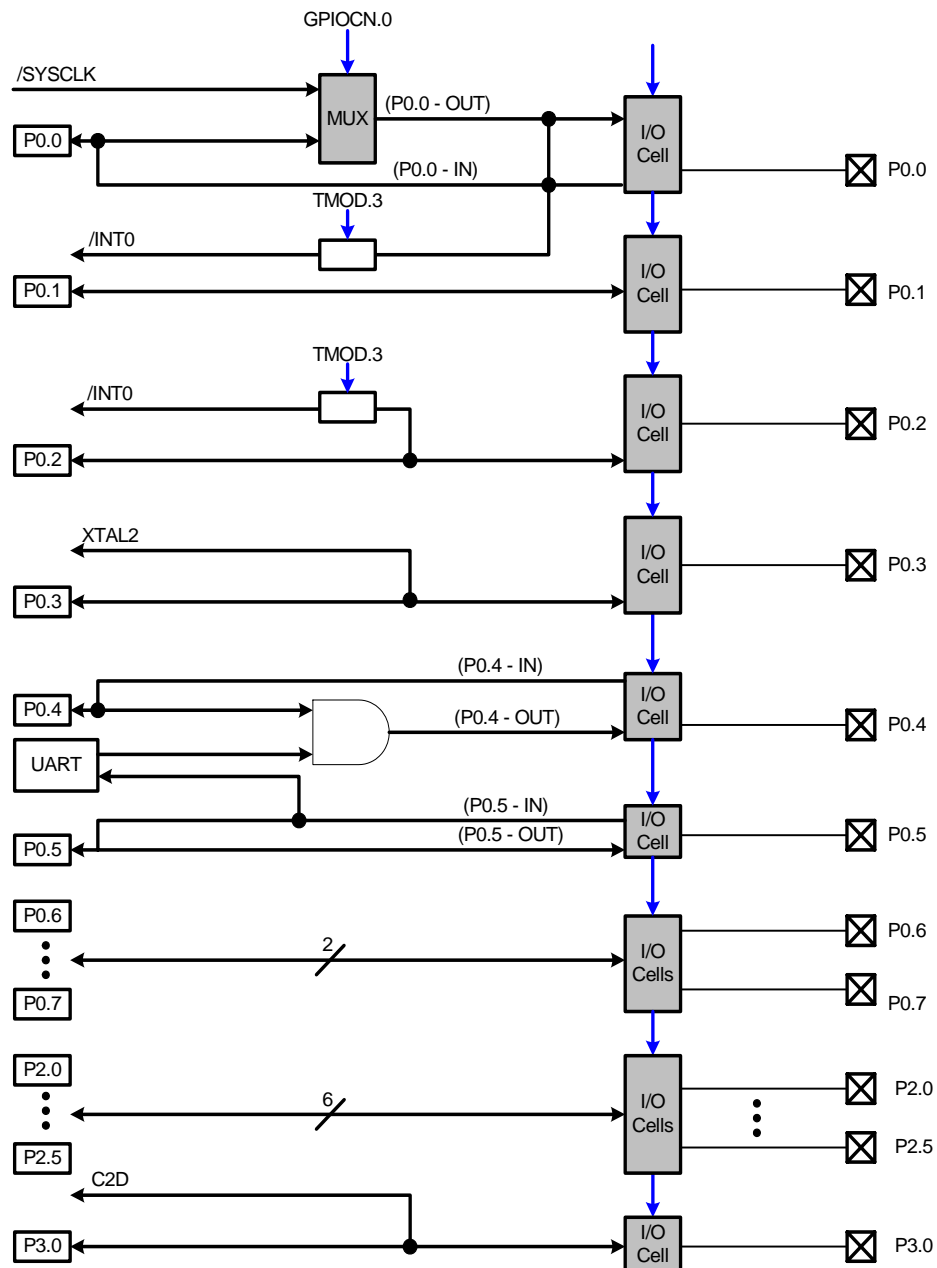 GPIOCN.0
/SYSCLK
MUX
(P0.0 - OUT)
I/O
Cell
P0.0
(P0.0 - IN)
P0.0
TMOD.3
/INT0
I/O
Cell
P0.1
P0.1
TMOD.3
/INT0
I/O
Cell
P0.2
P0.2
XTAL2
I/O
Cell
P0.3
P0.3
(P0.4 - IN)
I/O
Cell
P0.4
(P0.4 - OUT)
P0.4
UART
(P0.5 - IN)
I/O
Cell
P0.5
(P0.5 - OUT)
P0.5
P0.6
P0.6
2
I/O
Cells
P0.7
P0.7
P2.0
P2.0
6
I/O
Cells
P2.5
P2.5
C2D
I/O
Cell
P3.0
P3.0